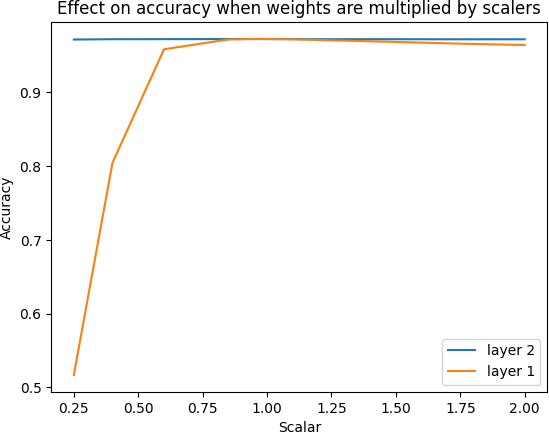 Effect on accuracy when weights are multiplied by scalers
Accuracy
0.9
0.8
0.7
0.6
0.5
0.25 0.50 0.75 1.00 1.25 1.50 1.75 2.00
Scalar
layer 2
layer 1